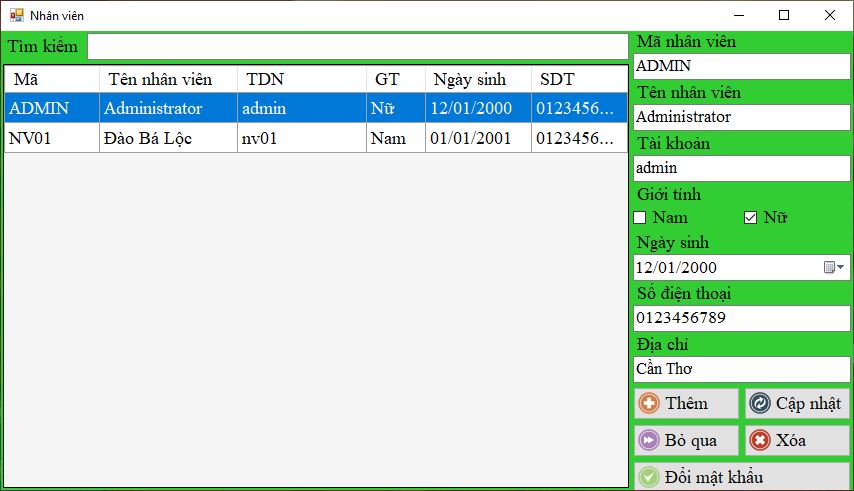 Nhân viên
Tìm kiếm
Mã Tên nhân viên TDN GT Ngày sinh SDT
ADMIN Administrator admin Nữ 12/01/2000 0123456...
NV01 Đào Bá Lộc nv01 Nam 01/01/2001 0123456...
Mã nhân viên
ADMIN
Tên nhân viên
Administrator
Tài khoản
admin
Giới tính
Nam Nữ
Ngày sinh
12/01/2000
Số điện thoại
0123456789
Địa chỉ
Cần Thơ
Thêm Cập nhật
Bỏ qua Xóa
Đổi mật khẩu